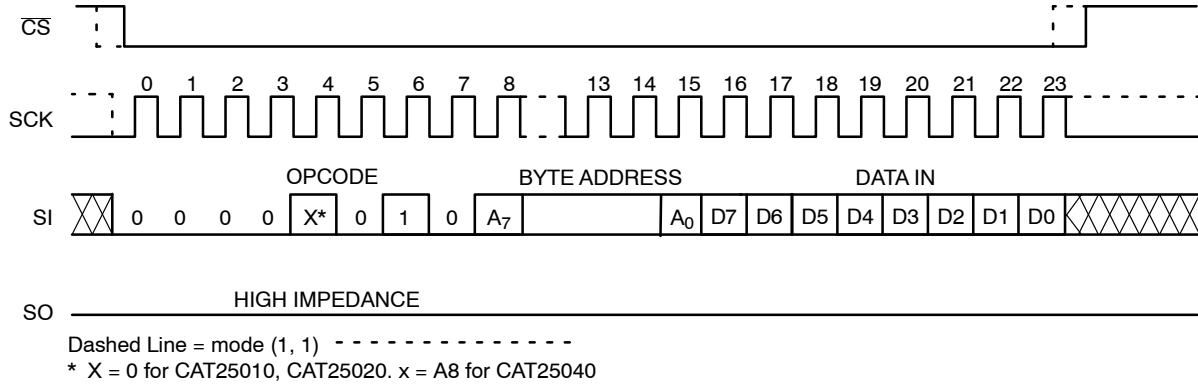 CS
0 1 2 3 4 5 6 7 8 13 14 15 16 17 18 19 20 21 22 23
SCK
OPCODE BYTE ADDRESS DATA IN
SI 0 0 0 0 X* 0 1 0 A7 A0 D7 D6 D5 D4 D3 D2 D1 D0
HIGH IMPEDANCE
SO
Dashed Line = mode (1, 1) - - - - - - - - - - - - - -
* X = 0 for CAT25010, CAT25020. x = A8 for CAT25040